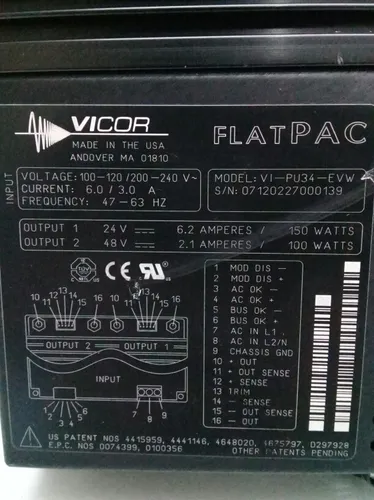 VICOR
MADE IN THE USA
ANDOVER MA 01810
FLATPAC
INPUT
VOLTAGE: 100-120/200-240 V~
CURRENT: 6.0 / 3.0 A
FREQUENCY: 47-63 HZ
MODEL: VI-PU34-EVW
S/N: 07120227000139
OUTPUT 1 24V ⎓ 6.2 AMPERES / 150 WATTS
OUTPUT 2 48V ⎓ 2.1 AMPERES / 100 WATTS
TÜV
CE
1 MOD DIS -
2 MOD DIS +
3 AC OK -
4 AC OK +
5 BUS OK -
6 BUS OK +
7 AC IN L1
8 AC IN L2/N
9 CHASSIS GND
10 + OUT
11 + OUT SENSE
12 + SENSE
13 TRIM
14 - SENSE
15 - OUT SENSE
16 - OUT
10 11 12 13 14 15 16 10 11 12 13 14 15 16
OUTPUT 2 OUTPUT 1
INPUT
1 2 3 4 5 6 7 8 9
US PATENT NOS 4415959, 4441146, 4648020, 4675797, D297928
E.P.C. NOS 0074399, 0100356 OTHER PATENTS PENDING